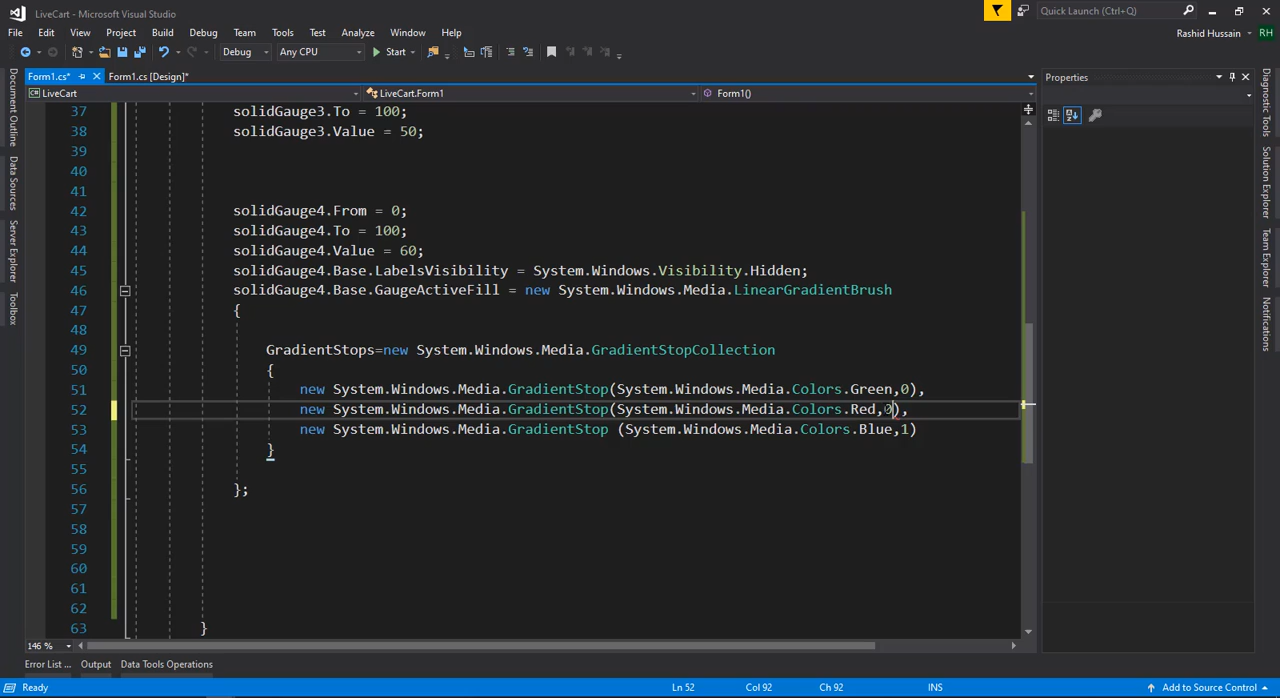 LiveCart - Microsoft Visual Studio
Quick Launch (Ctrl+Q)
File Edit View Project Build Debug Team Tools Test Analyze Window Help
Rashid Hussain RH
Debug Any CPU Start
Form1.cs* Form1.cs [Design]*
Properties
LiveCart LiveCart.Form1 Form1()
Document Outline
Data Sources
Server Explorer
Toolbox
37 solidGauge3.To = 100;
38 solidGauge3.Value = 50;
39
40
41
42 solidGauge4.From = 0;
43 solidGauge4.To = 100;
44 solidGauge4.Value = 60;
45 solidGauge4.Base.LabelsVisibility = System.Windows.Visibility.Hidden;
46 solidGauge4.Base.GaugeActiveFill = new System.Windows.Media.LinearGradientBrush
47 {
48
49 GradientStops=new System.Windows.Media.GradientStopCollection
50 {
51 new System.Windows.Media.GradientStop(System.Windows.Media.Colors.Green,0),
52 new System.Windows.Media.GradientStop(System.Windows.Media.Colors.Red,0),
53 new System.Windows.Media.GradientStop (System.Windows.Media.Colors.Blue,1)
54 }
55
56 };
57
58
59
60
61
62
63 }
Diagnostic Tools
Solution Explorer
Team Explorer
Notifications
146 %
Error List ... Output Data Tools Operations
Ready Ln 52 Col 92 Ch 92 INS Add to Source Control